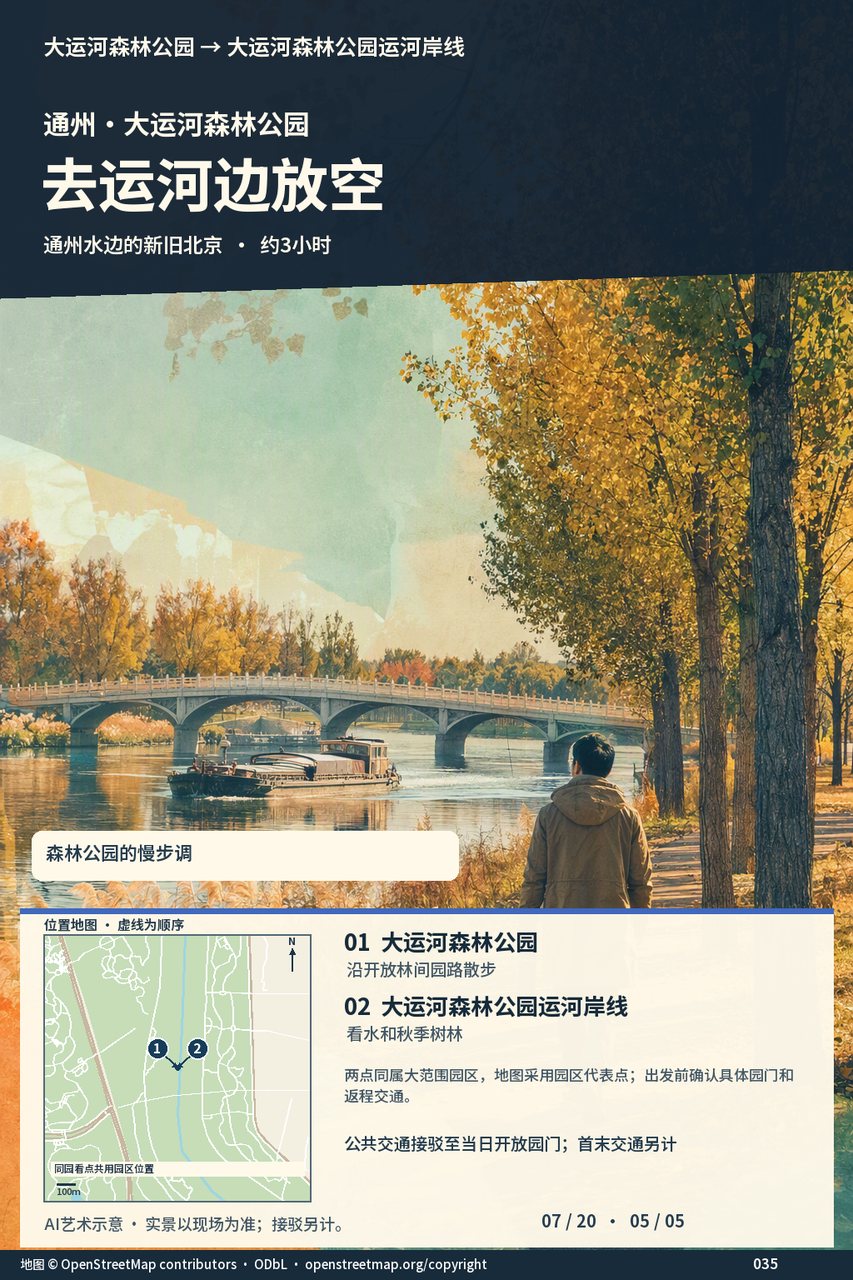 大运河森林公园 → 大运河森林公园运河岸线
通州・大运河森林公园
去运河边放空
通州水边的新旧北京 • 约3小时
森林公园的慢步调
位置地图・虚线为顺序
N
1 2
同园看点共用园区位置
100m
01 大运河森林公园
沿开放林间园路散步
02 大运河森林公园运河岸线
看水和秋季树林
两点同属大范围园区，地图采用园区代表点；出发前确认具体园门和
返程交通。
公共交通接驳至当日开放园门；首末交通另计
AI艺术示意・实景以现场为准；接驳另计。
07 / 20 • 05 / 05
地图 © OpenStreetMap contributors · ODbL · openstreetmap.org/copyright
035